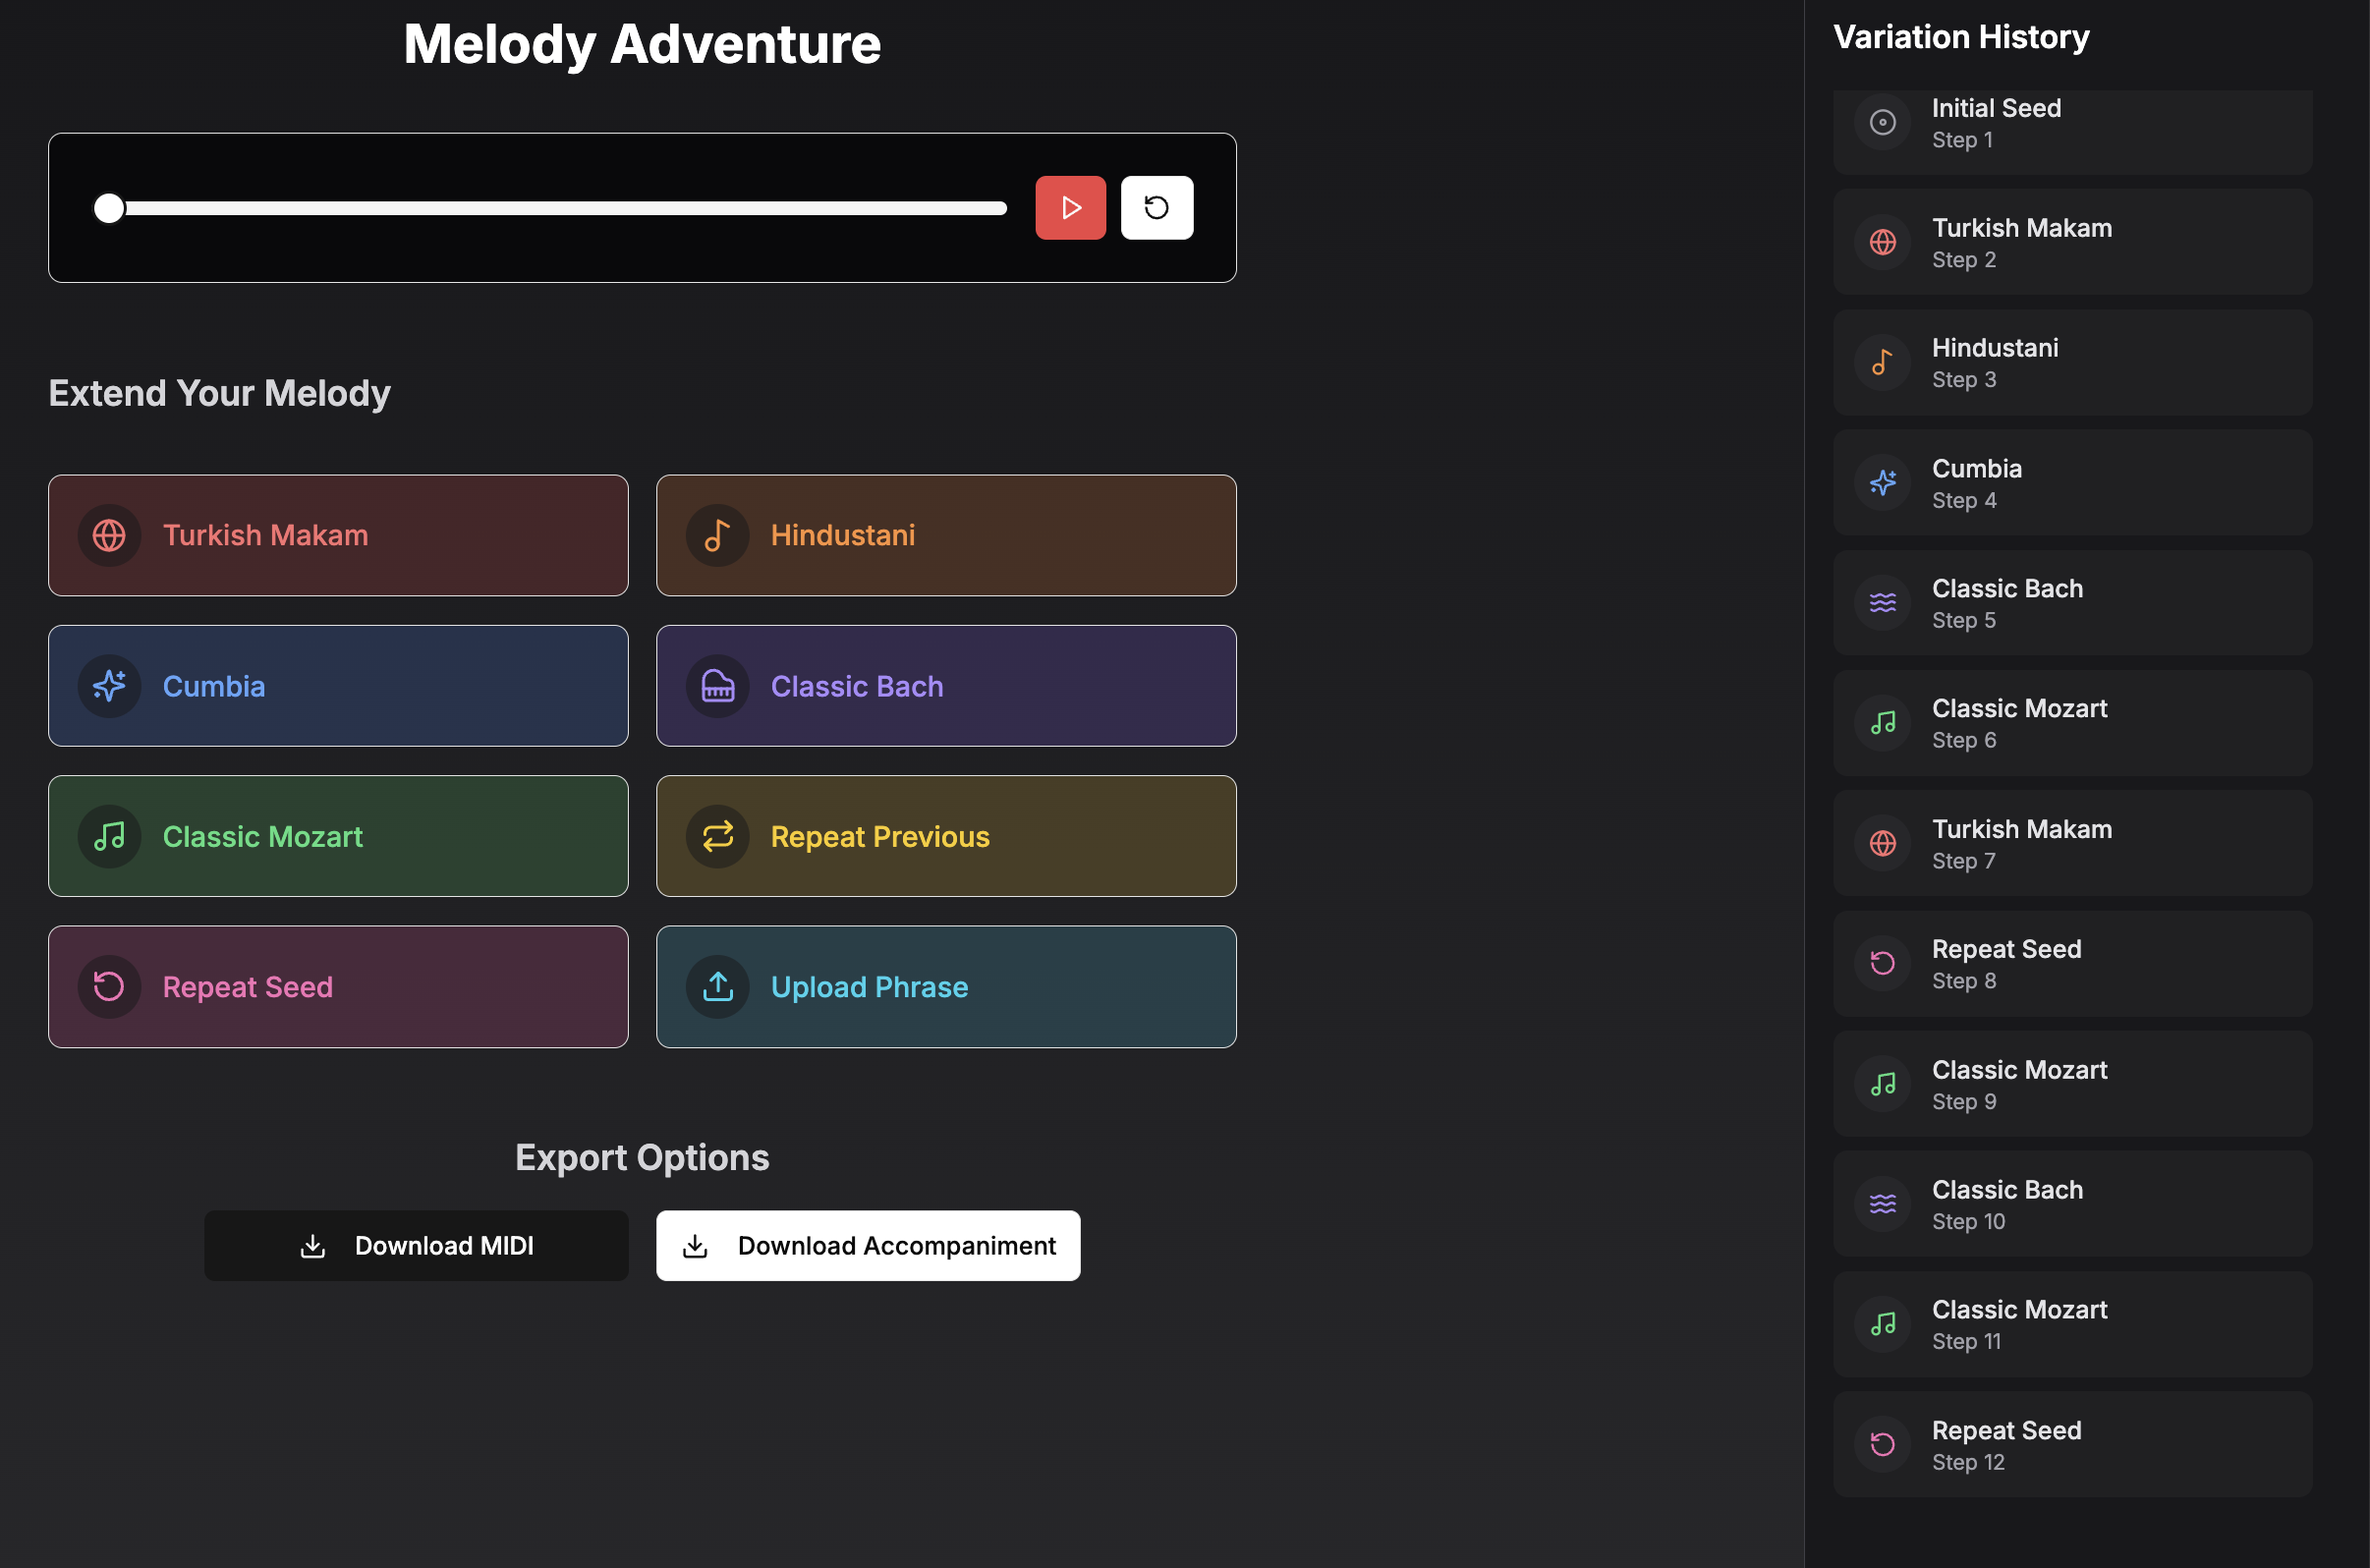 Melody Adventure
Extend Your Melody
Turkish Makam
Hindustani
Cumbia
Classic Bach
Classic Mozart
Repeat Previous
Repeat Seed
Upload Phrase
Export Options
Download MIDI
Download Accompaniment
Variation History
Initial Seed
Step 1
Turkish Makam
Step 2
Hindustani
Step 3
Cumbia
Step 4
Classic Bach
Step 5
Classic Mozart
Step 6
Turkish Makam
Step 7
Repeat Seed
Step 8
Classic Mozart
Step 9
Classic Bach
Step 10
Classic Mozart
Step 11
Repeat Seed
Step 12